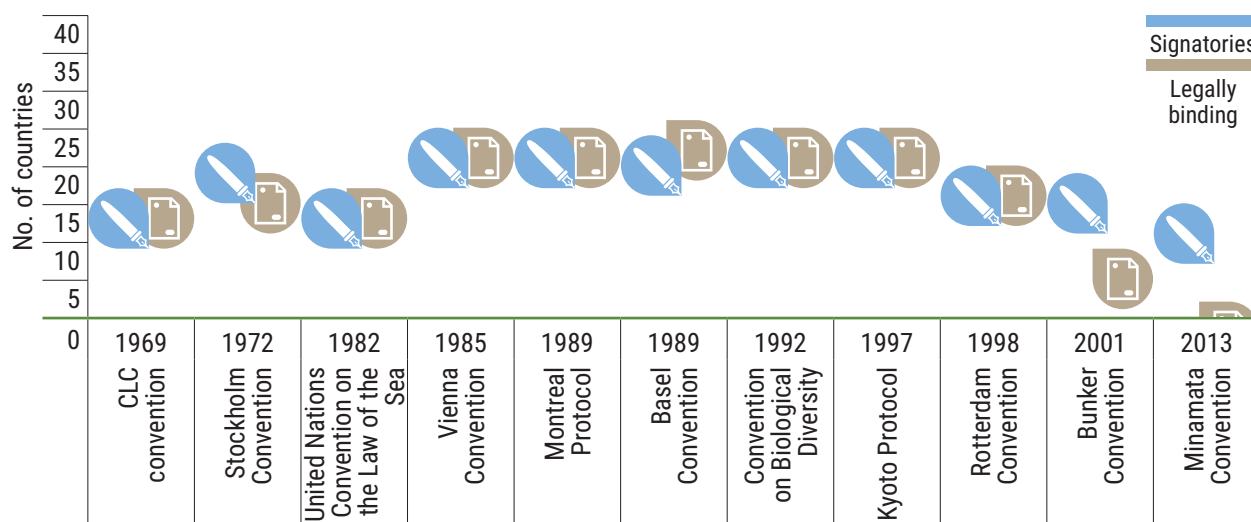 No. of countries
40
35
30
25
20
15
10
5
0
Signatories
Legally
binding
1969
CLC
convention
1972
Stockholm
Convention
1982
United Nations
Convention on
the Law of the
Sea
1985
Vienna
Convention
1989
Montreal
Protocol
1989
Basel
Convention
1992
Convention
on Biological
Diversity
1997
Kyoto Protocol
1998
Rotterdam
Convention
2001
Bunker
Convention
2013
Minamata
Convention